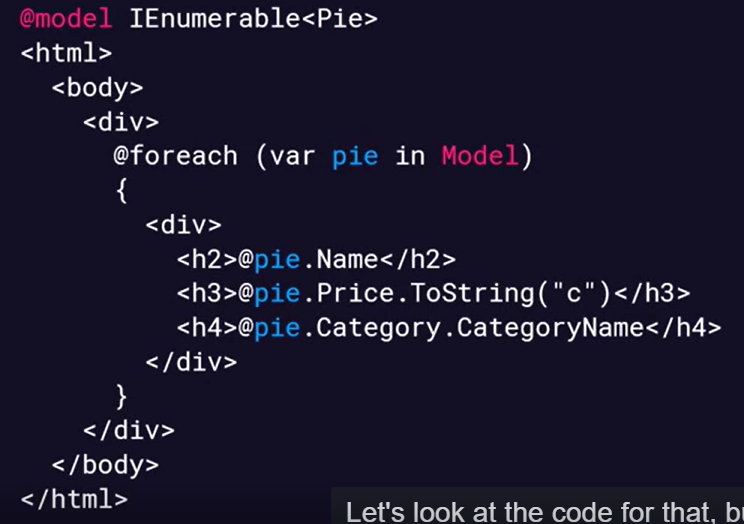 @model IEnumerable<Pie>
<html>
<body>
<div>
@foreach (var pie in Model)
{
<div>
<h2>@pie.Name</h2>
<h3>@pie.Price.ToString("c")</h3>
<h4>@pie.Category.CategoryName</h4>
</div>
}
</div>
</body>
</html>
Let's look at the code for that,